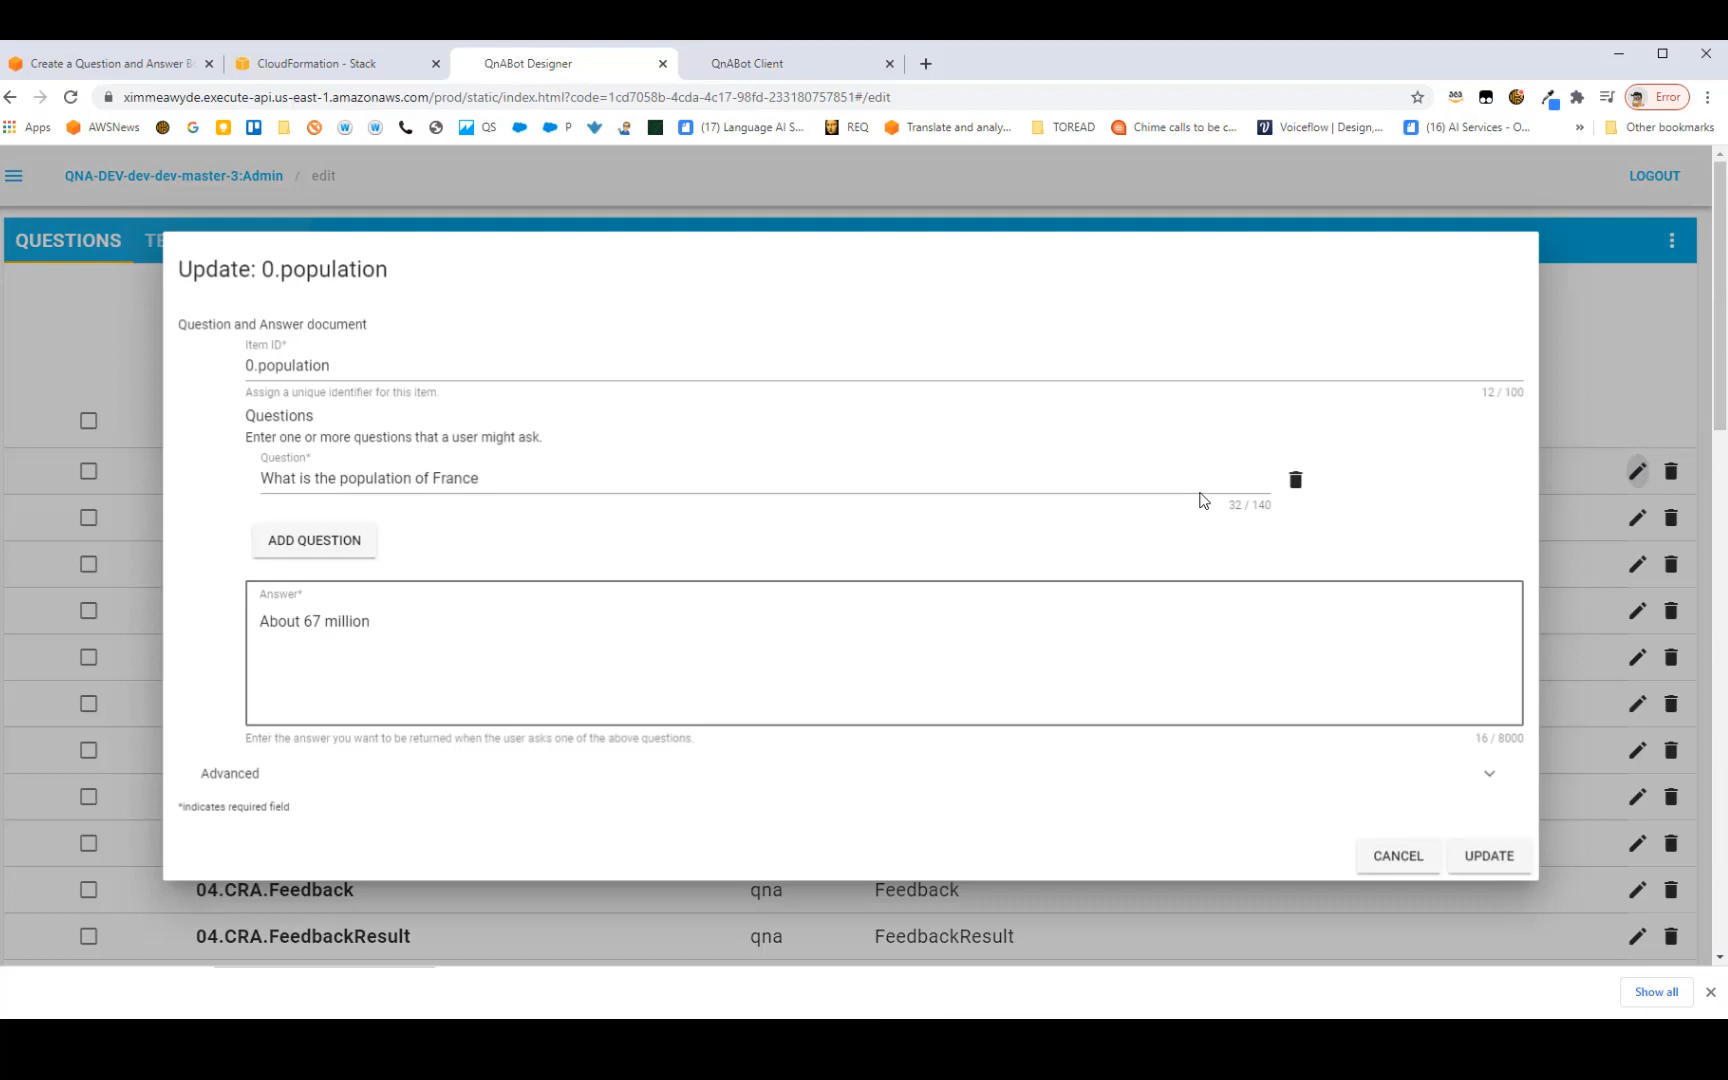 Create a Question and Answer B
CloudFormation - Stack
QnABot Designer
QnABot Client
ximmeawyde.execute-api.us-east-1.amazonaws.com/prod/static/index.html?code=1cd7058b-4cda-4c17-98fd-233180757851#/edit
Error
Apps
AWSNews
QS
P
(17) Language AI S...
REQ
Translate and analy...
TOREAD
Chime calls to be c...
Voiceflow | Design,...
(16) AI Services - O...
»
Other bookmarks
QNA-DEV-dev-dev-master-3:Admin / edit
LOGOUT
QUESTIONS
TE
Update: 0.population
Question and Answer document
Item ID*
0.population
Assign a unique identifier for this item.
12 / 100
Questions
Enter one or more questions that a user might ask.
Question*
What is the population of France
32 / 140
ADD QUESTION
Answer*
About 67 million
Enter the answer you want to be returned when the user asks one of the above questions.
16 / 8000
Advanced
*indicates required field
CANCEL
UPDATE
04.CRA.Feedback qna Feedback
04.CRA.FeedbackResult qna FeedbackResult
Show all